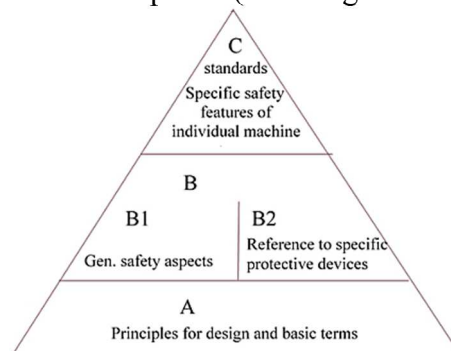 C
standards
Specific safety
features of
individual machine
B
B1
Gen. safety aspects
B2
Reference to specific
protective devices
A
Principles for design and basic terms